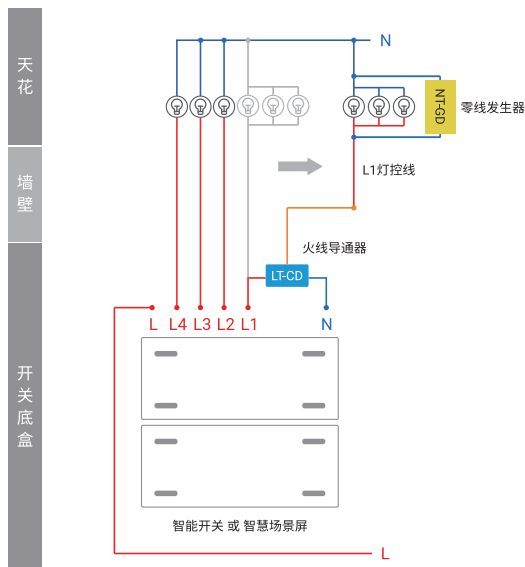 天花
墙壁
开关底盒
N
NT-GD
零线发生器
L1灯控线
火线导通器
LT-CD
L L4 L3 L2 L1 N
智能开关 或 智慧场景屏
L